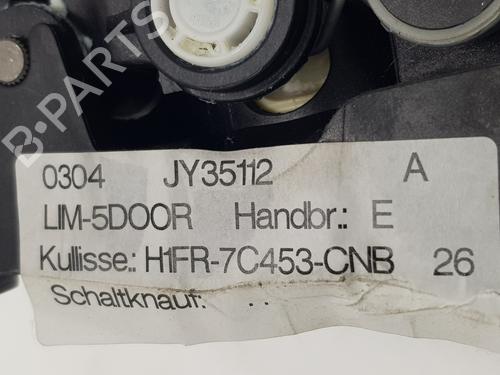 B-PARTS
0304 JY35112 A
LIM-5DOOR Handbr.: E
Kullisse.: H1FR-7C453-CNB 26
Schaltknauf: . .